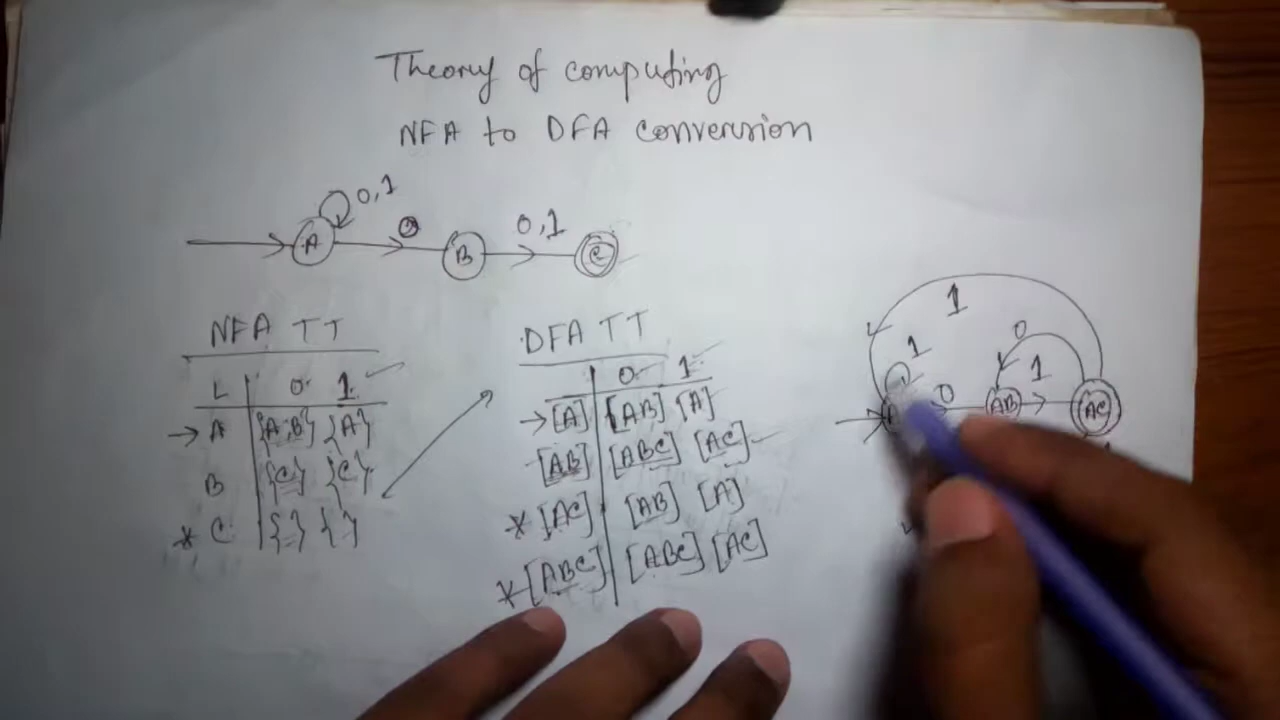 Theory of computing
NFA to DFA conversion
0,1
A 0 B 0,1 C
NFA TT
L 0 1
A {A,B} {A}
B {C} {C}
* C {} {}
DFA TT
0 1
[A] [AB] [A]
[AB] [ABC] [AC]
* [AC] [AB] [A]
* [ABC] [ABC] [AC]
1
1 0
0 AB 1 AC